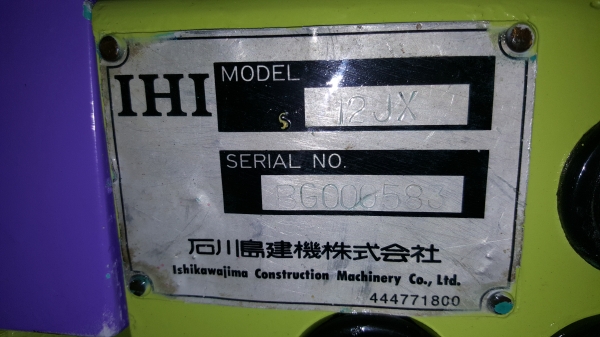 IHI
MODEL
12JX
SERIAL NO.
BG000583
石川島建機株式会社
Ishikawajima Construction Machinery Co., Ltd.
444771800